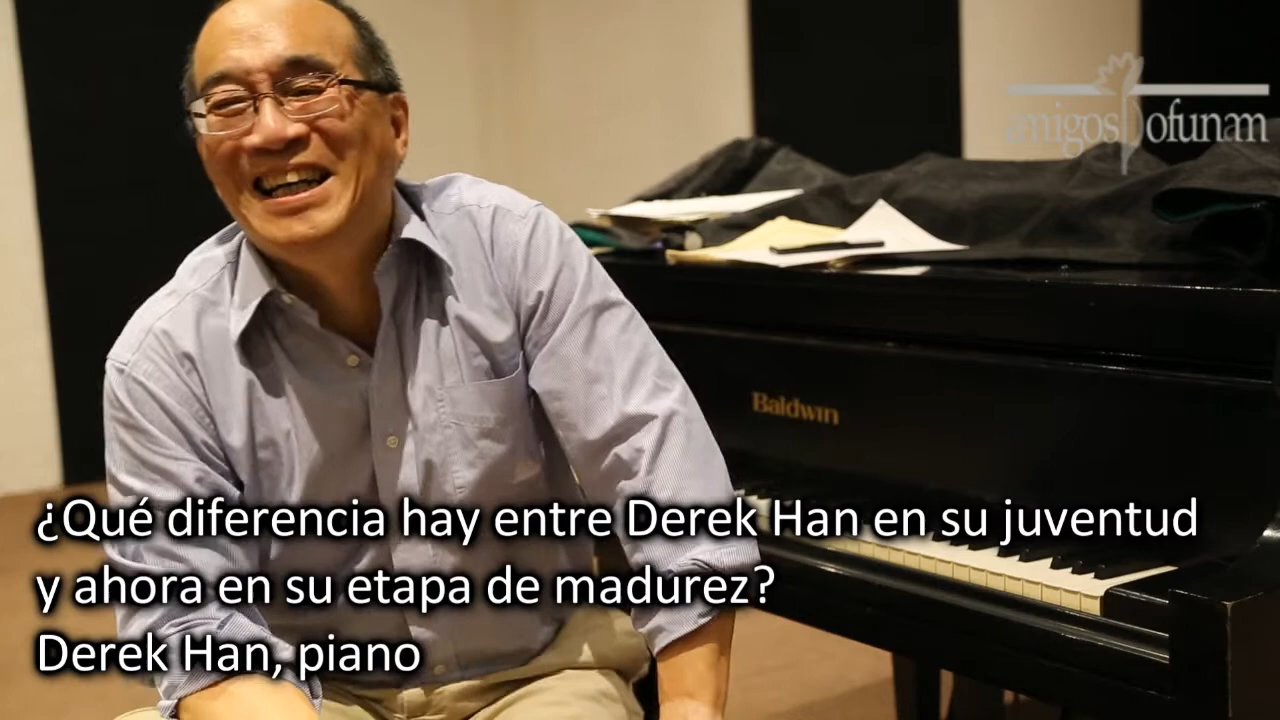 amigos ofunam
Baldwin
¿Qué diferencia hay entre Derek Han en su juventud
y ahora en su etapa de madurez?
Derek Han, piano